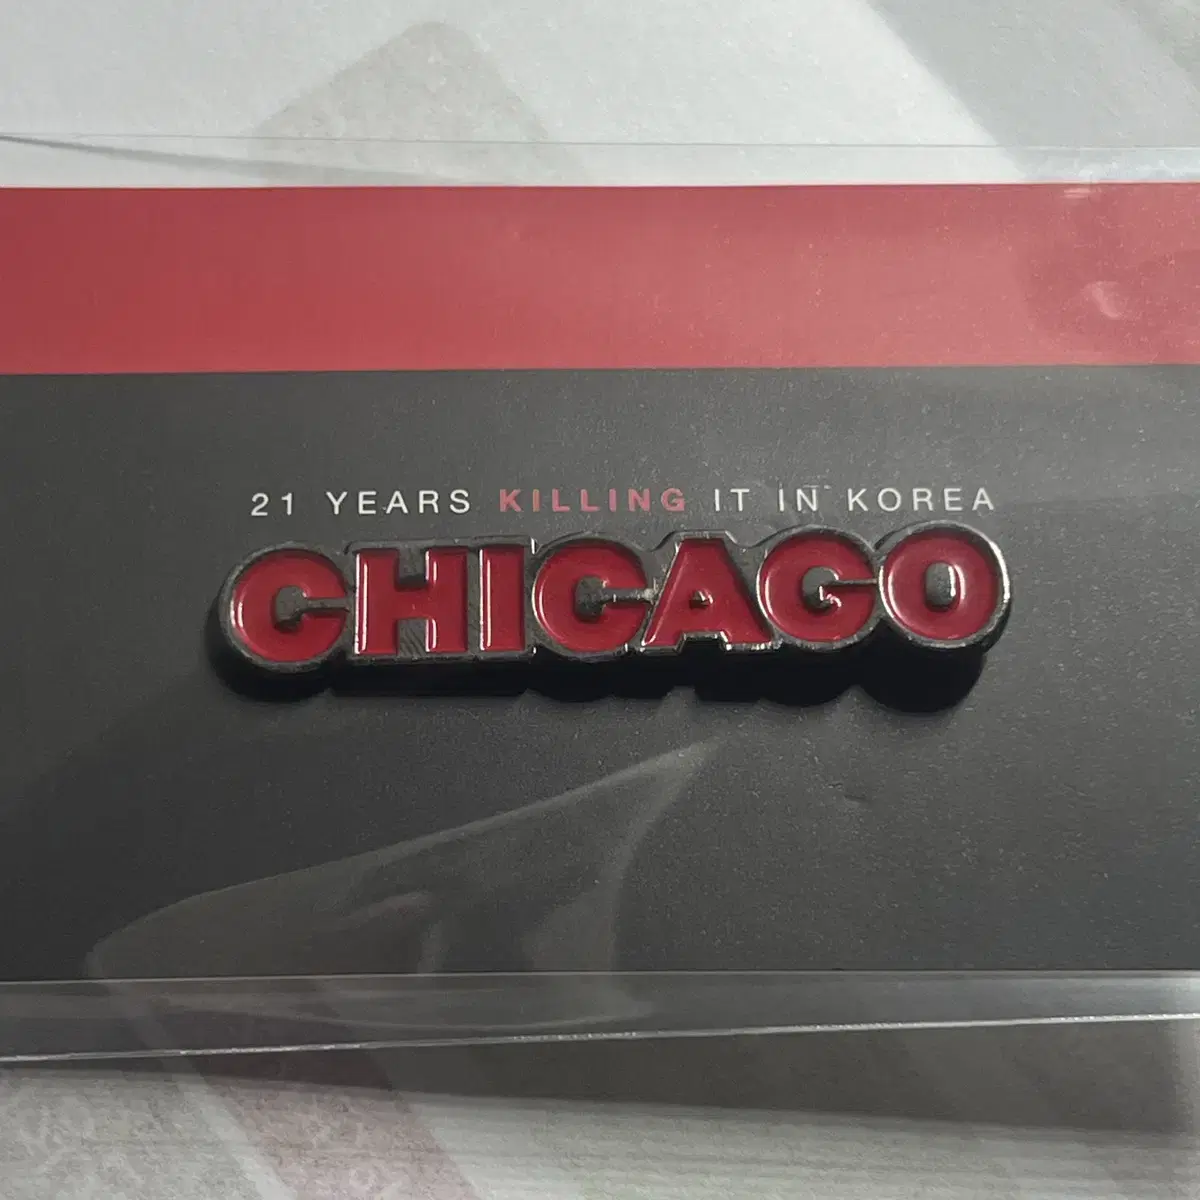 21 YEARS KILLING IT IN KOREA
CHICAGO